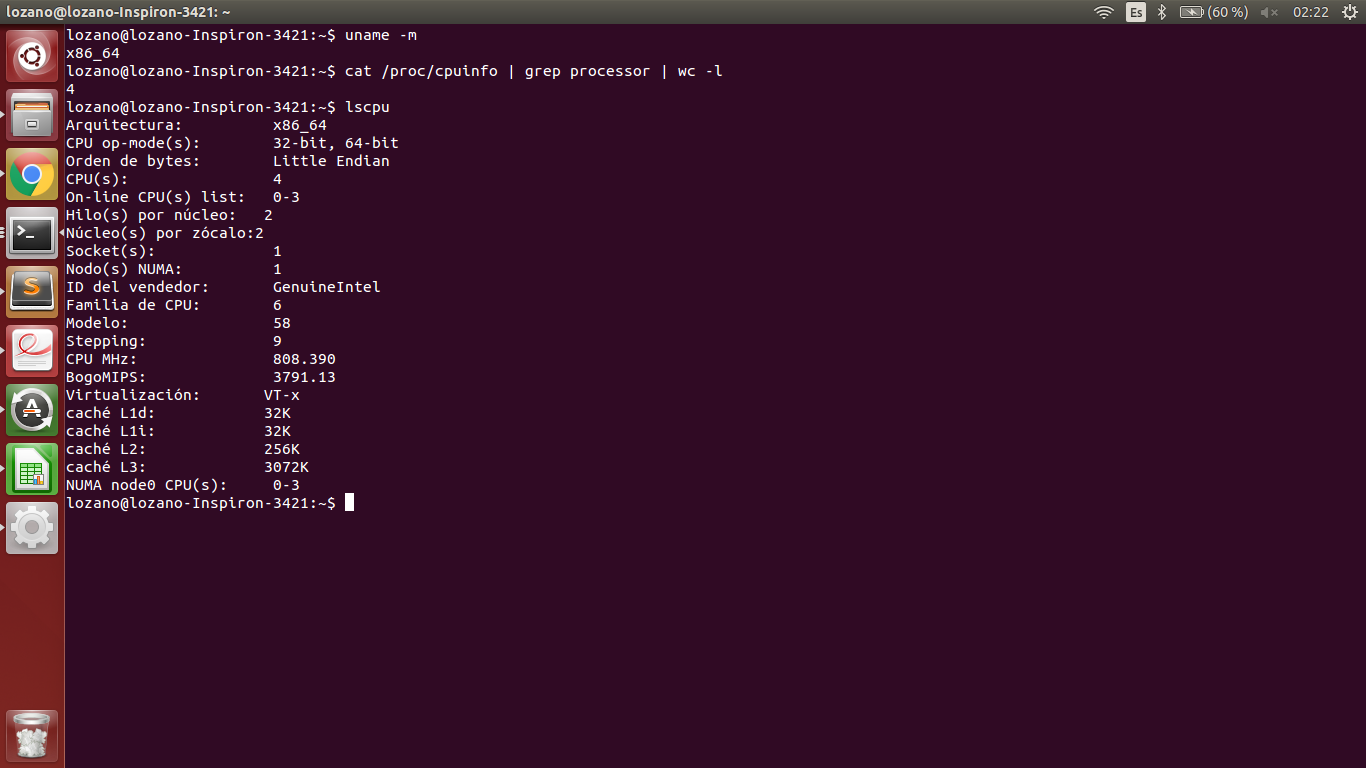 lozano@lozano-Inspiron-3421: ~ Es (60 %) 02:22
lozano@lozano-Inspiron-3421:~$ uname -m
x86_64
lozano@lozano-Inspiron-3421:~$ cat /proc/cpuinfo | grep processor | wc -l
4
lozano@lozano-Inspiron-3421:~$ lscpu
Arquitectura:          x86_64
CPU op-mode(s):        32-bit, 64-bit
Orden de bytes:        Little Endian
CPU(s):                4
On-line CPU(s) list:   0-3
Hilo(s) por núcleo:   2
Núcleo(s) por zócalo:2
Socket(s):             1
Nodo(s) NUMA:          1
ID del vendedor:       GenuineIntel
Familia de CPU:        6
Modelo:                58
Stepping:              9
CPU MHz:               808.390
BogoMIPS:              3791.13
Virtualización:       VT-x
caché L1d:            32K
caché L1i:            32K
caché L2:             256K
caché L3:             3072K
NUMA node0 CPU(s):     0-3
lozano@lozano-Inspiron-3421:~$